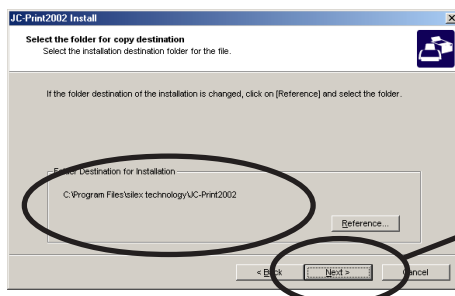 JC-Print2002 Install
Select the folder for copy destination
Select the installation destination folder for the file.
If the folder destination of the installation is changed, click on [Reference] and select the folder.
Folder Destination for Installation
C:\Program Files\silex technology\JC-Print2002
Reference...
< Back
Next >
Cancel